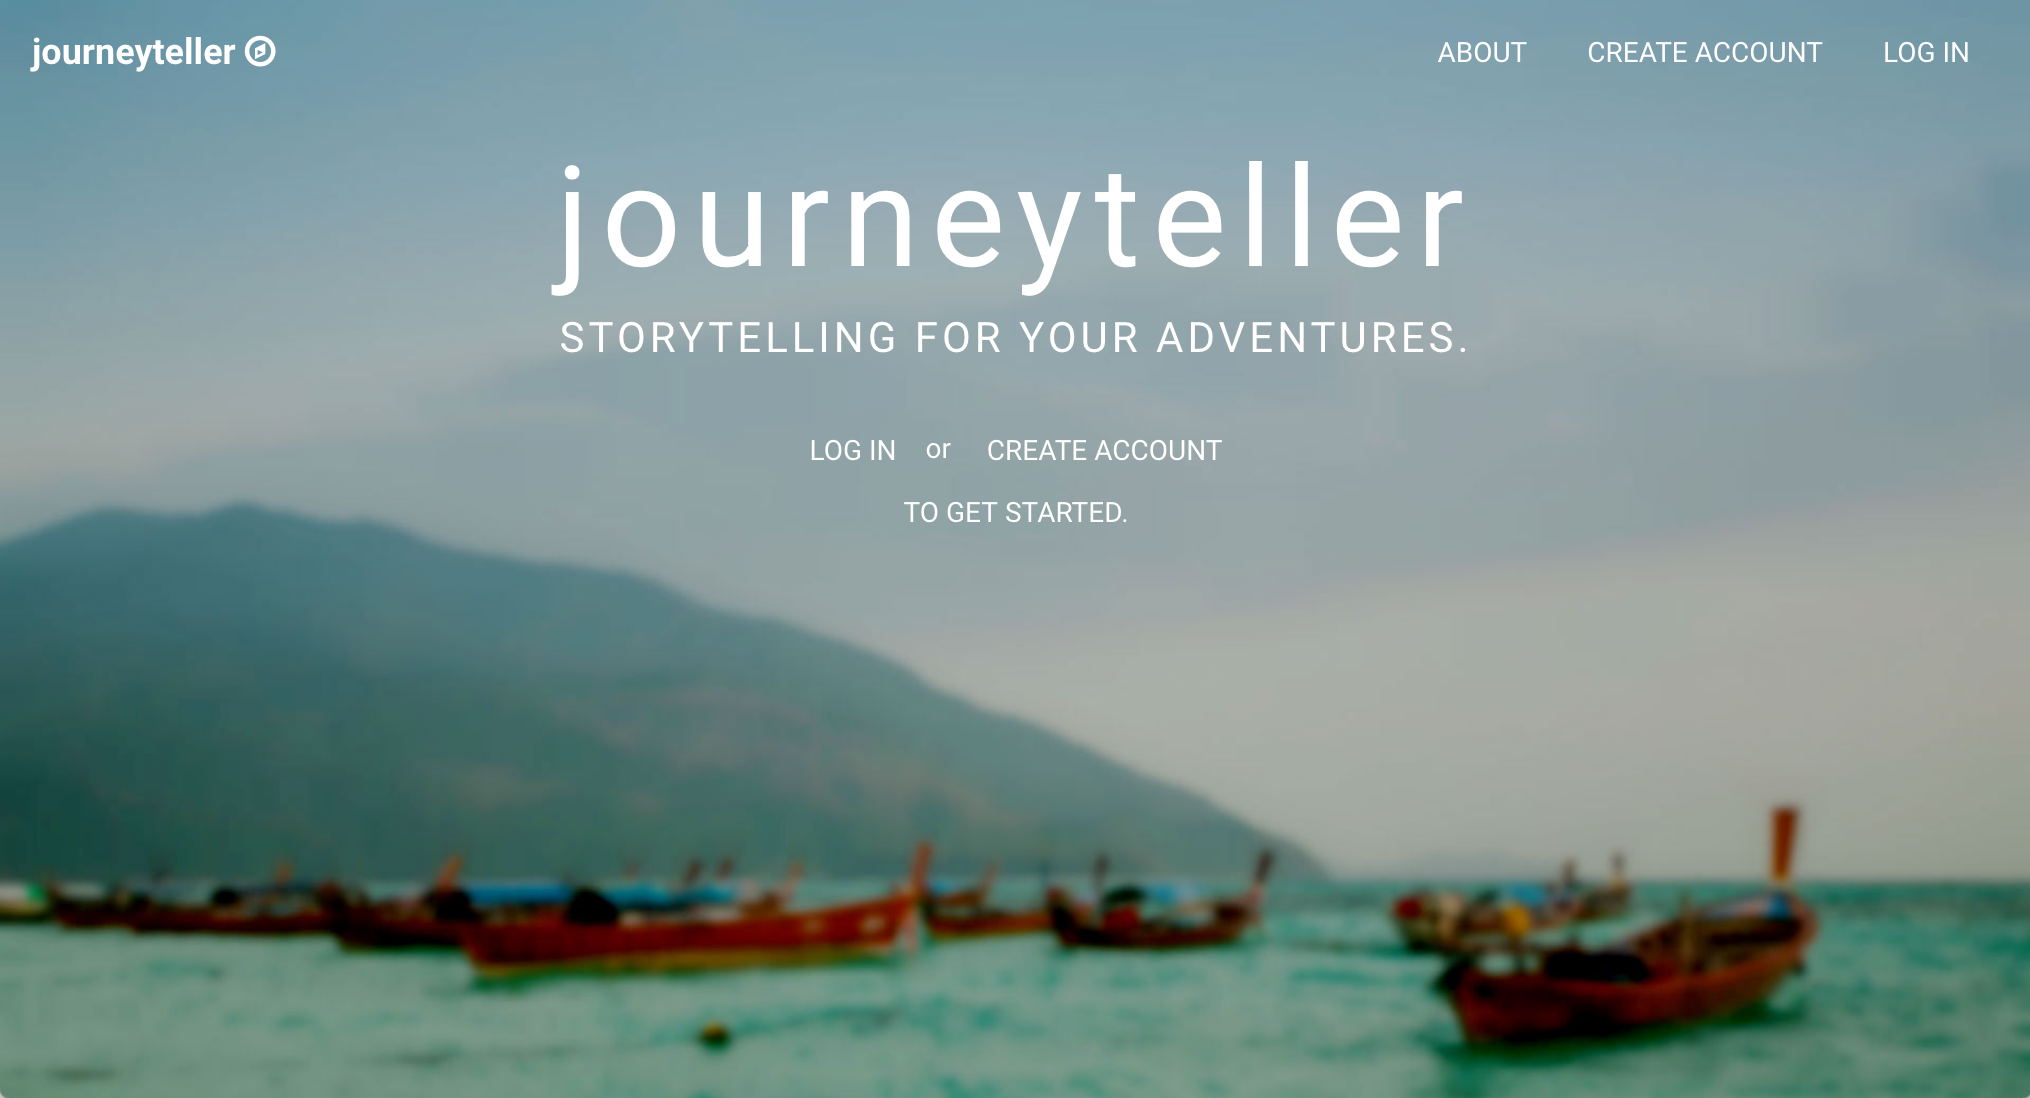 journeyteller
ABOUT CREATE ACCOUNT LOG IN
journeyteller
STORYTELLING FOR YOUR ADVENTURES.
LOG IN or CREATE ACCOUNT
TO GET STARTED.